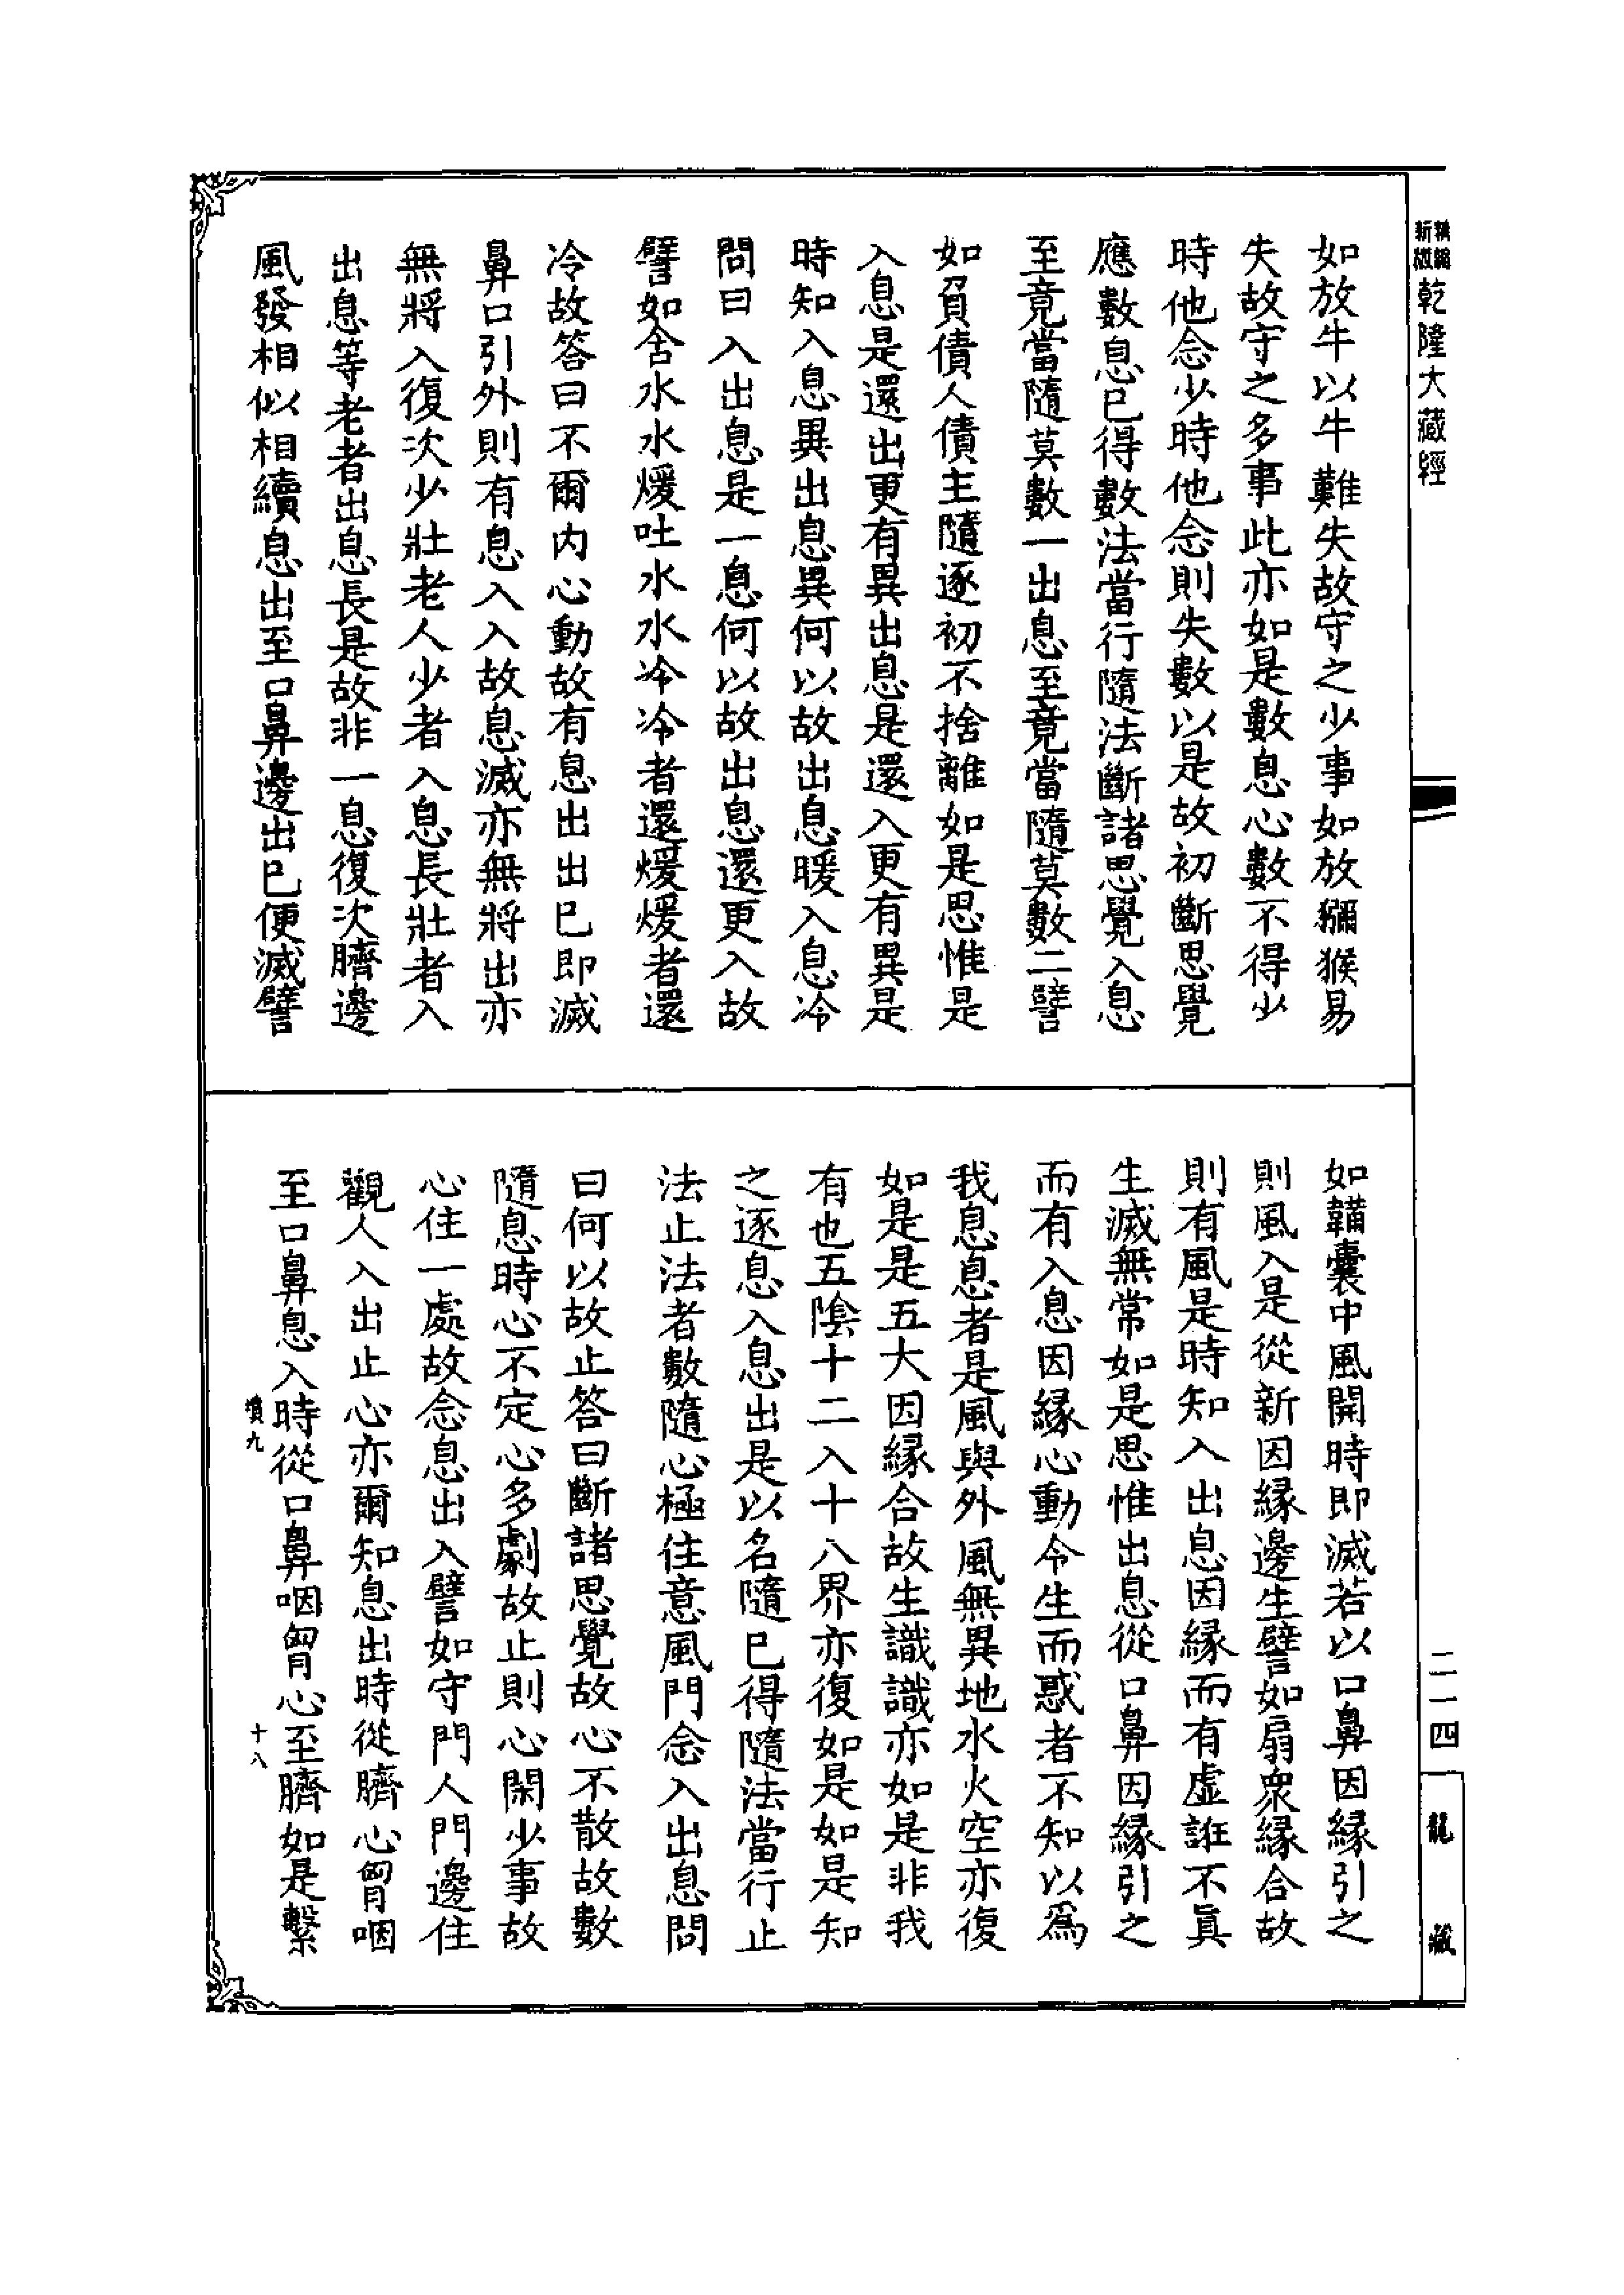 新編
新版
乾隆大藏經
如放牛以牛難失故守之少事如放獼猴易
失故守之多事此亦如是數息心數不得少
時他念少時他念則失數以是故初斷思覺
應數息已得數法當行隨法斷諸思覺入息
至竟當隨莫數一出息至竟當隨莫數二譬
如負債人債主隨逐初不捨離如是思惟是
入息是還出更有異出息是還入更有異是
時知入息異出息異何以故出息暖入息冷
問曰入出息是一息何以故出息還更入故
譬如含水水煖吐水水冷冷者還煖煖者還
冷故答曰不爾內心動故有息出出已即滅
鼻口引外則有息入入故息滅亦無將出亦
無將入復次少壯老人少者入息長壯者入
出息等老者出息長是故非一息復次臍邊
風發相似相續息出至口鼻邊出已便滅譬
如韛囊中風開時即滅若以口鼻因緣引之
則風入是從新因緣邊生譬如扇眾緣合故
則有風是時知入出息因緣而有虛誑不真
生滅無常如是思惟出息從口鼻因緣引之
而有入息因緣心動令生而惑者不知以為
我息息者是風與外風無異地水火空亦復
如是是五大因緣合故生識識亦如是非我
有也五陰十二入十八界亦復如是如是知
之逐息入息出是以名隨已得隨法當行止
法止法者數隨心極住意風門念入出息問
曰何以故止答曰斷諸思覺故心不散故數
隨息時心不定心多劇故止則心閑少事故
心住一處故念息出入譬如守門人門邊住
觀人入出止心亦爾知息出時從臍心胷咽
至口鼻息入時從口鼻咽胷心至臍如是繫
墳九
十八
二一四
龍藏